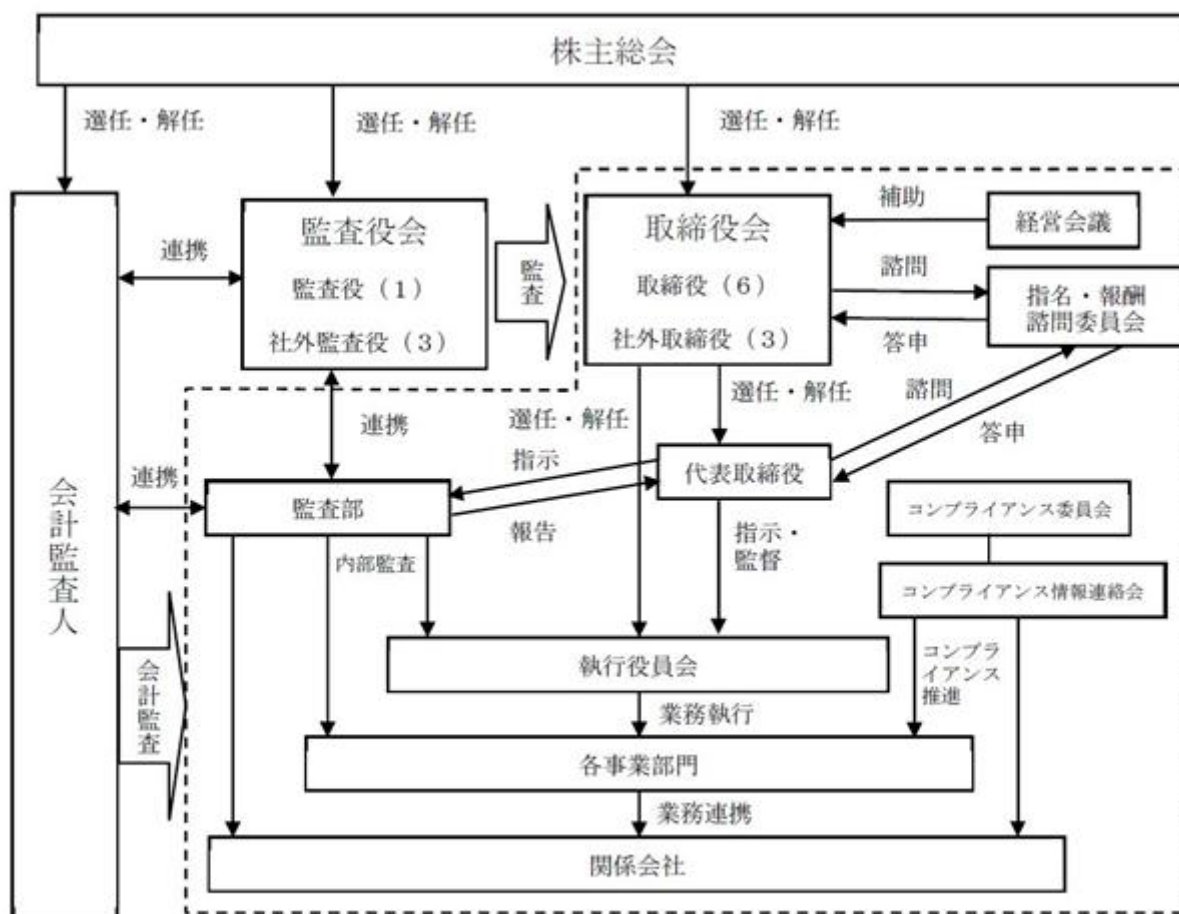 株主総会
選任・解任
選任・解任
選任・解任
監査役会
監査役（1）
社外監査役（3）
連携
監査
取締役会
取締役（6）
社外取締役（3）
補助
経営会議
諮問
指名・報酬
諮問委員会
答申
連携
選任・解任
選任・解任
諮問
答申
指示
代表取締役
連携
監査部
報告
会計監査人
内部監査
指示・
監督
コンプライアンス委員会
コンプライアンス情報連絡会
会計監査
執行役員会
コンプラ
イアンス
推進
業務執行
各事業部門
業務連携
関係会社